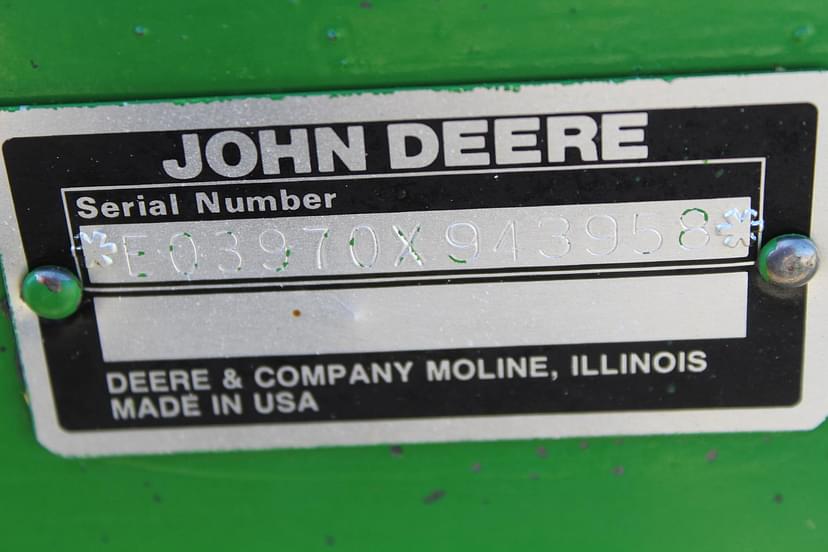 JOHN DEERE
Serial Number
*E03970X943958*
DEERE & COMPANY MOLINE, ILLINOIS
MADE IN USA